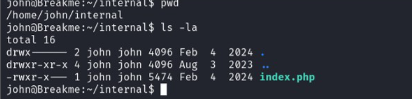 john@Breakme:~/internal$ pwd
/home/john/internal
john@Breakme:~/internal$ ls -la
total 16
drwx------ 2 john john 4096 Feb  4  2024 .
drwxr-xr-x 4 john john 4096 Aug  3  2023 ..
-rwxr-x--- 1 john john 5474 Feb  4  2024 index.php
john@Breakme:~/internal$